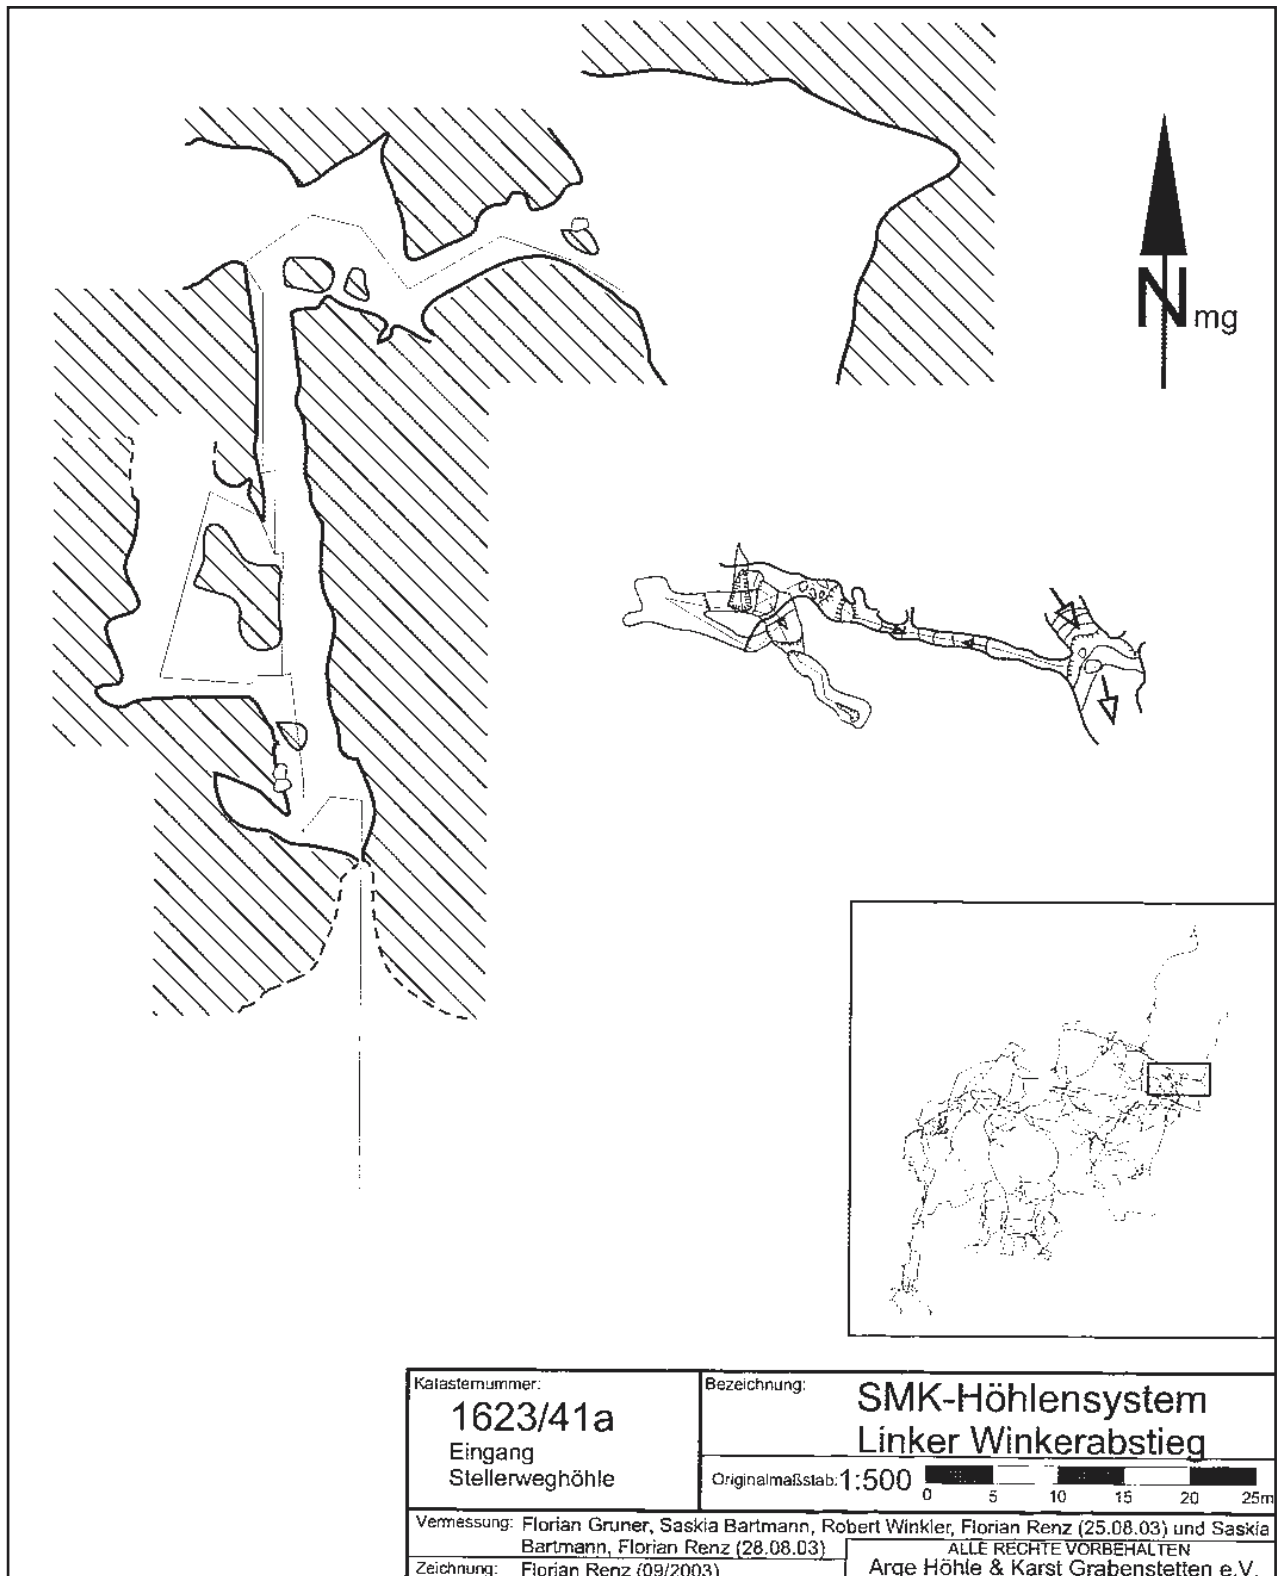 N mg
Katasternummer:
1623/41a
Eingang
Stellerweghöhle
Bezeichnung:
SMK-Höhlensystem
Linker Winkerabstieg
Originalmaßstab: 1:500
0 5 10 15 20 25m
Vermessung: Florian Gruner, Saskia Bartmann, Robert Winkler, Florian Renz (25.08.03) und Saskia
Bartmann, Florian Renz (28.08.03)
Zeichnung: Florian Renz (09/2003)
ALLE RECHTE VORBEHALTEN
Arge Höhle & Karst Grabenstetten e.V.